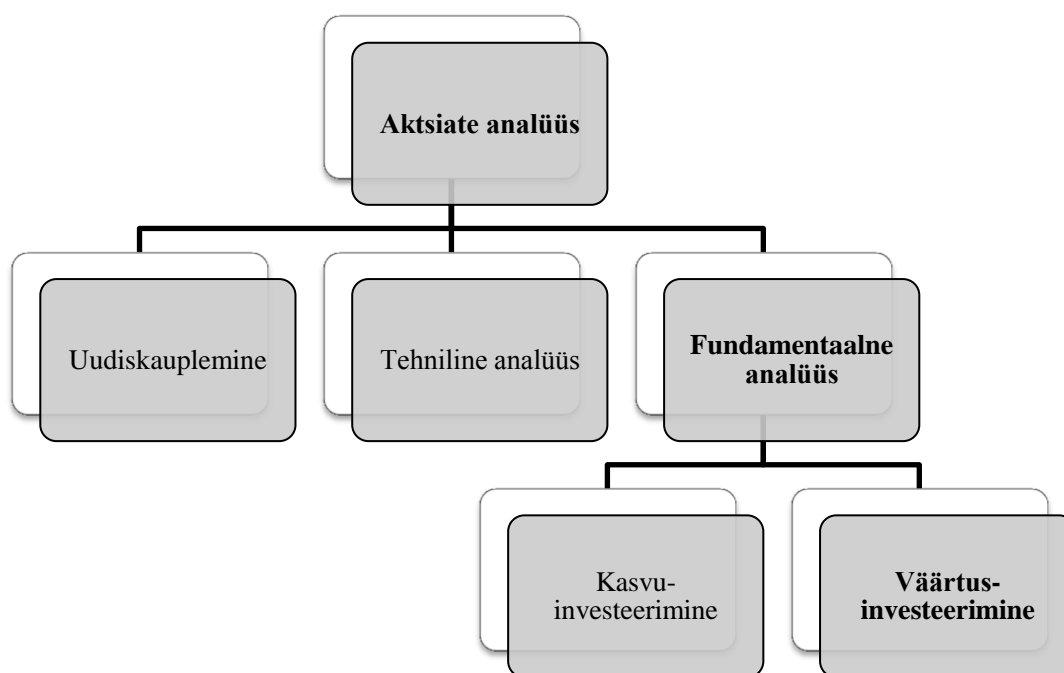 Aktsiate analüüs
Uudiskauplemine
Tehniline analüüs
Fundamentaalne
analüüs
Kasvu-
investeerimine
Väärtus-
investeerimine